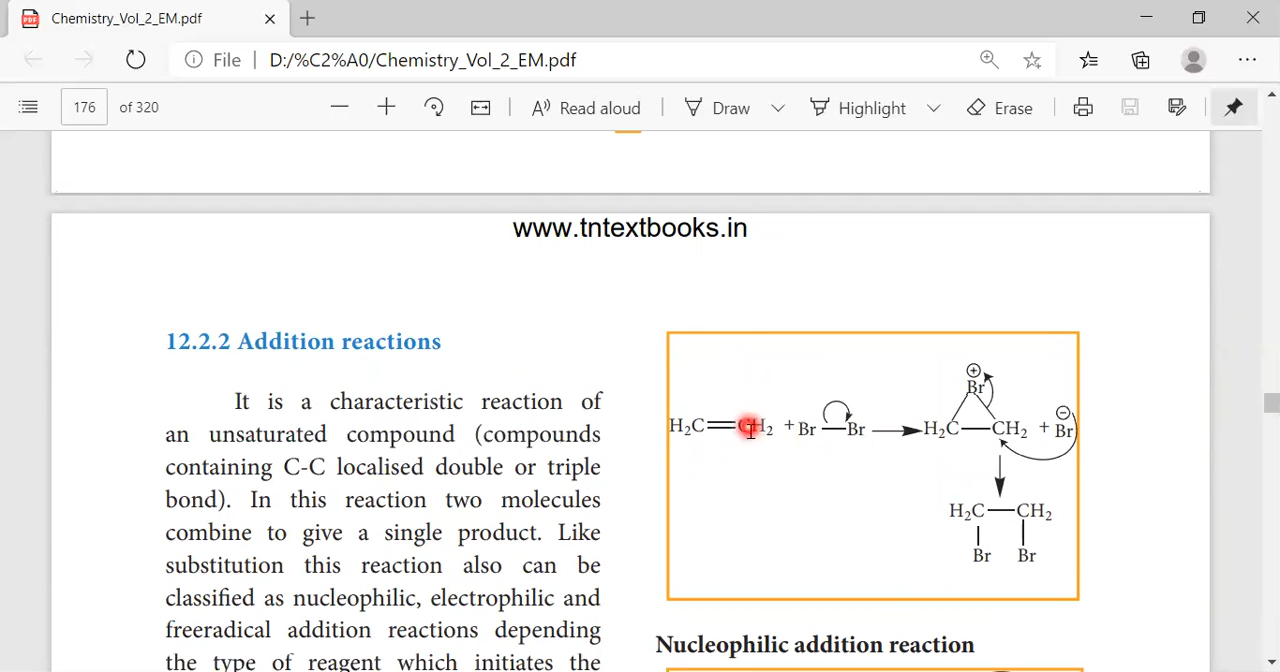 Chemistry_Vol_2_EM.pdf
File | D:/%C2%A0/Chemistry_Vol_2_EM.pdf
176 of 320 Read aloud Draw Highlight Erase
www.tntextbooks.in
12.2.2 Addition reactions
It is a characteristic reaction of
an unsaturated compound (compounds
containing C-C localised double or triple
bond). In this reaction two molecules
combine to give a single product. Like
substitution this reaction also can be
classified as nucleophilic, electrophilic and
freeradical addition reactions depending
the type of reagent which initiates the
⊕
Br
⊖
H₂C═CH₂ + Br—Br → H₂C—CH₂ + Br
H₂C—CH₂
Br Br
Nucleophilic addition reaction